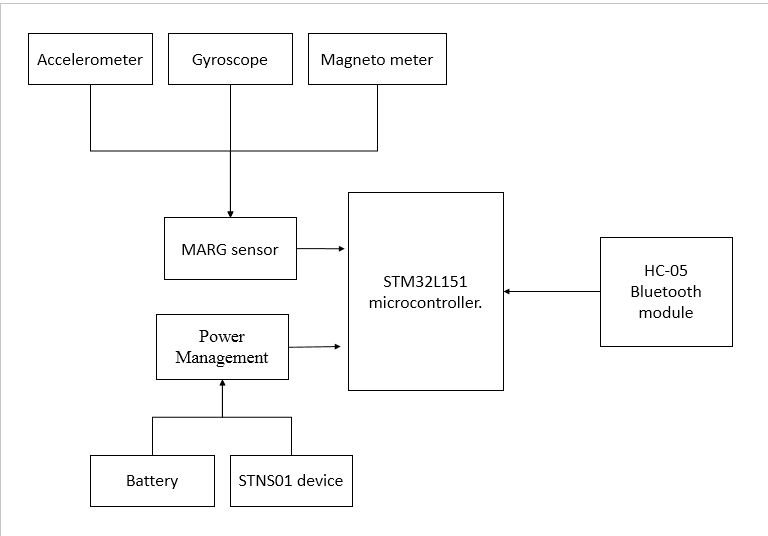 Accelerometer
Gyroscope
Magneto meter
MARG sensor
STM32L151
microcontroller.
HC-05
Bluetooth
module
Power
Management
Battery
STNS01 device